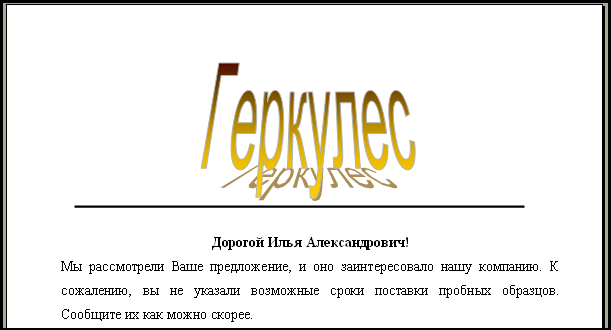 Геркулес
Геркулес
Дорогой Илья Александрович!
Мы рассмотрели Ваше предложение, и оно заинтересовало нашу компанию. К
сожалению, вы не указали возможные сроки поставки пробных образцов.
Сообщите их как можно скорее.